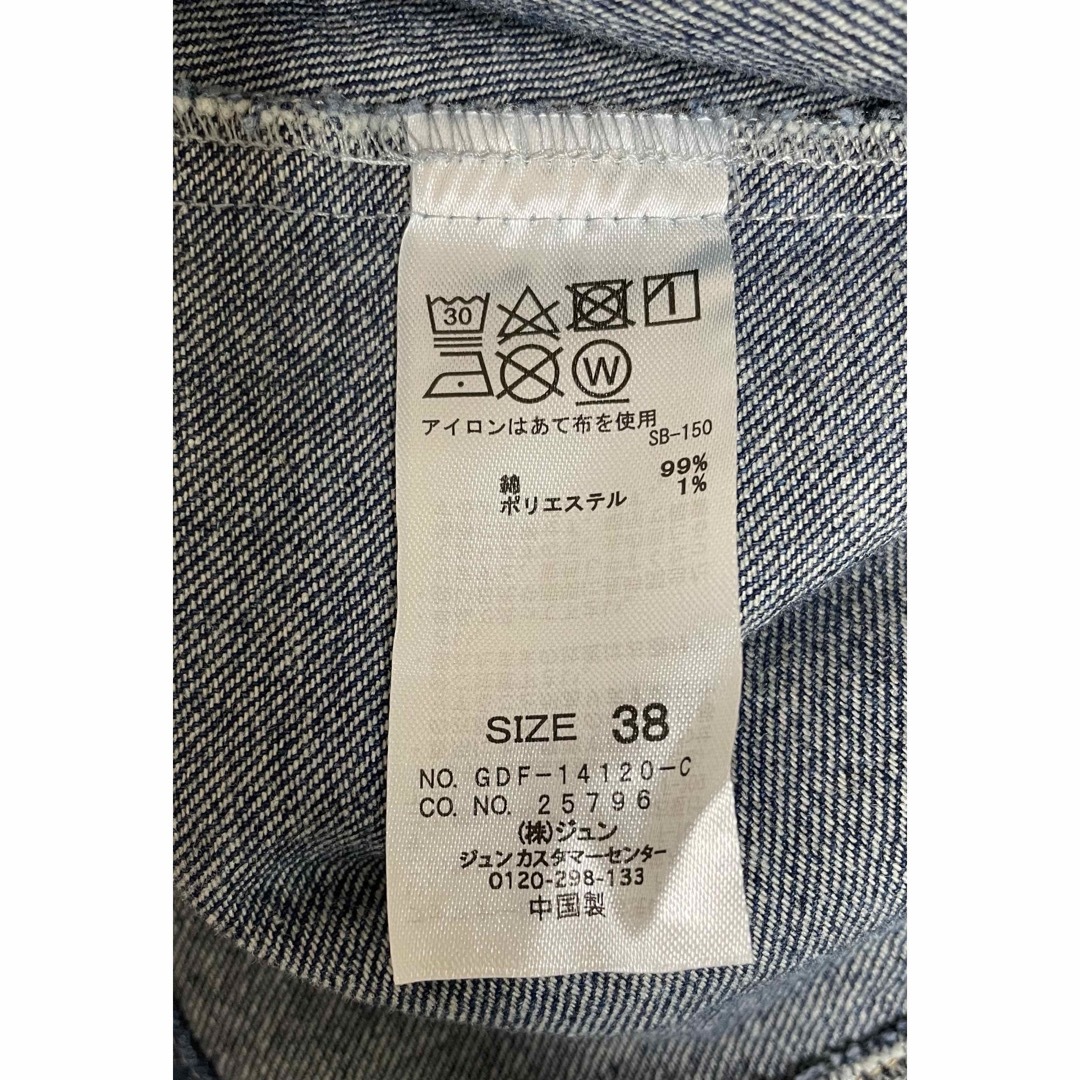 30
W
アイロンはあて布を使用
SB-150
綿 99%
ポリエステル 1%
SIZE 38
NO. GDF-14120-C
CO. NO. 25796
(株)ジュン
ジュンカスタマーセンター
0120-298-133
中国製